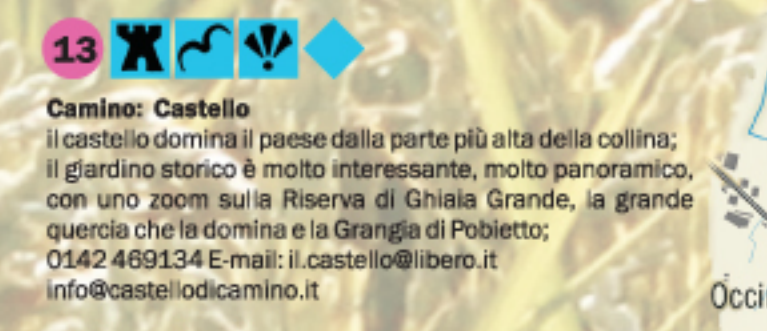 13
Camino: Castello
il castello domina il paese dalla parte più alta della collina;
il giardino storico è molto interessante, molto panoramico,
con uno zoom sulla Riserva di Ghiaia Grande, la grande
quercia che la domina e la Grangia di Pobietto;
0142 469134 E-mail: il.castello@libero.it
info@castellodicamino.it
Occi